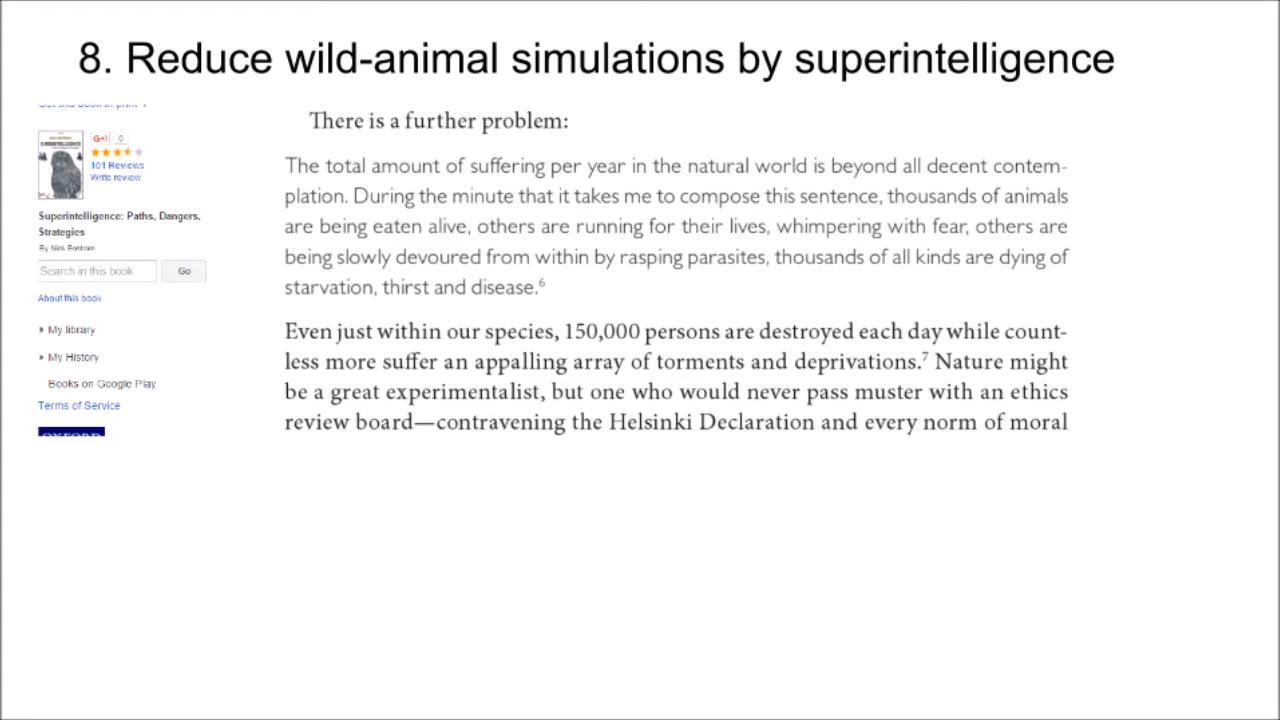 8. Reduce wild-animal simulations by superintelligence
G+1 0
101 Reviews
Write review
Superintelligence: Paths, Dangers,
Strategies
By Nick Bostrom
Search in this book Go
About this book
My library
My History
Books on Google Play
Terms of Service
There is a further problem:
The total amount of suffering per year in the natural world is beyond all decent contem-
plation. During the minute that it takes me to compose this sentence, thousands of animals
are being eaten alive, others are running for their lives, whimpering with fear, others are
being slowly devoured from within by rasping parasites, thousands of all kinds are dying of
starvation, thirst and disease.6
Even just within our species, 150,000 persons are destroyed each day while count-
less more suffer an appalling array of torments and deprivations.7 Nature might
be a great experimentalist, but one who would never pass muster with an ethics
review board—contravening the Helsinki Declaration and every norm of moral